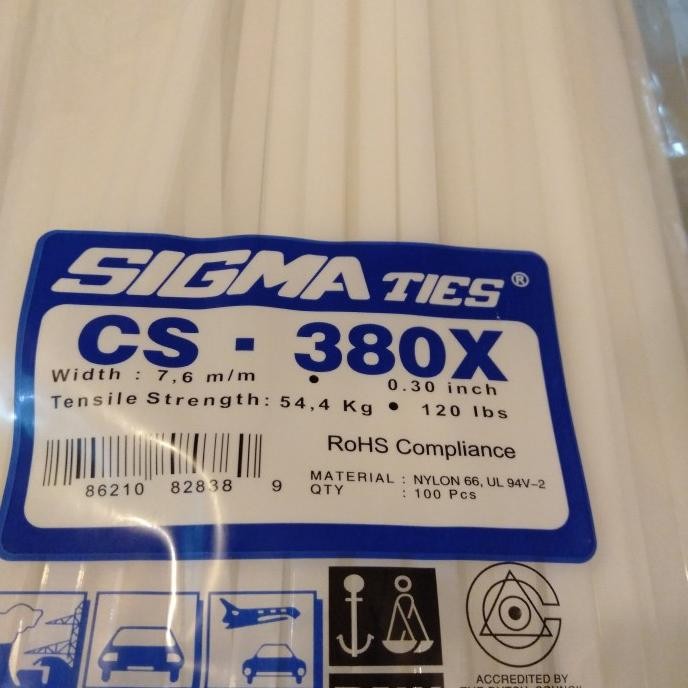 SIGMA TIES ®
CS - 380X
Width : 7,6 m/m • 0.30 inch
Tensile Strength: 54,4 Kg • 120 lbs
RoHS Compliance
MATERIAL : NYLON 66, UL 94V-2
QTY : 100 Pcs
86210 82838 9
ACCREDITED BY